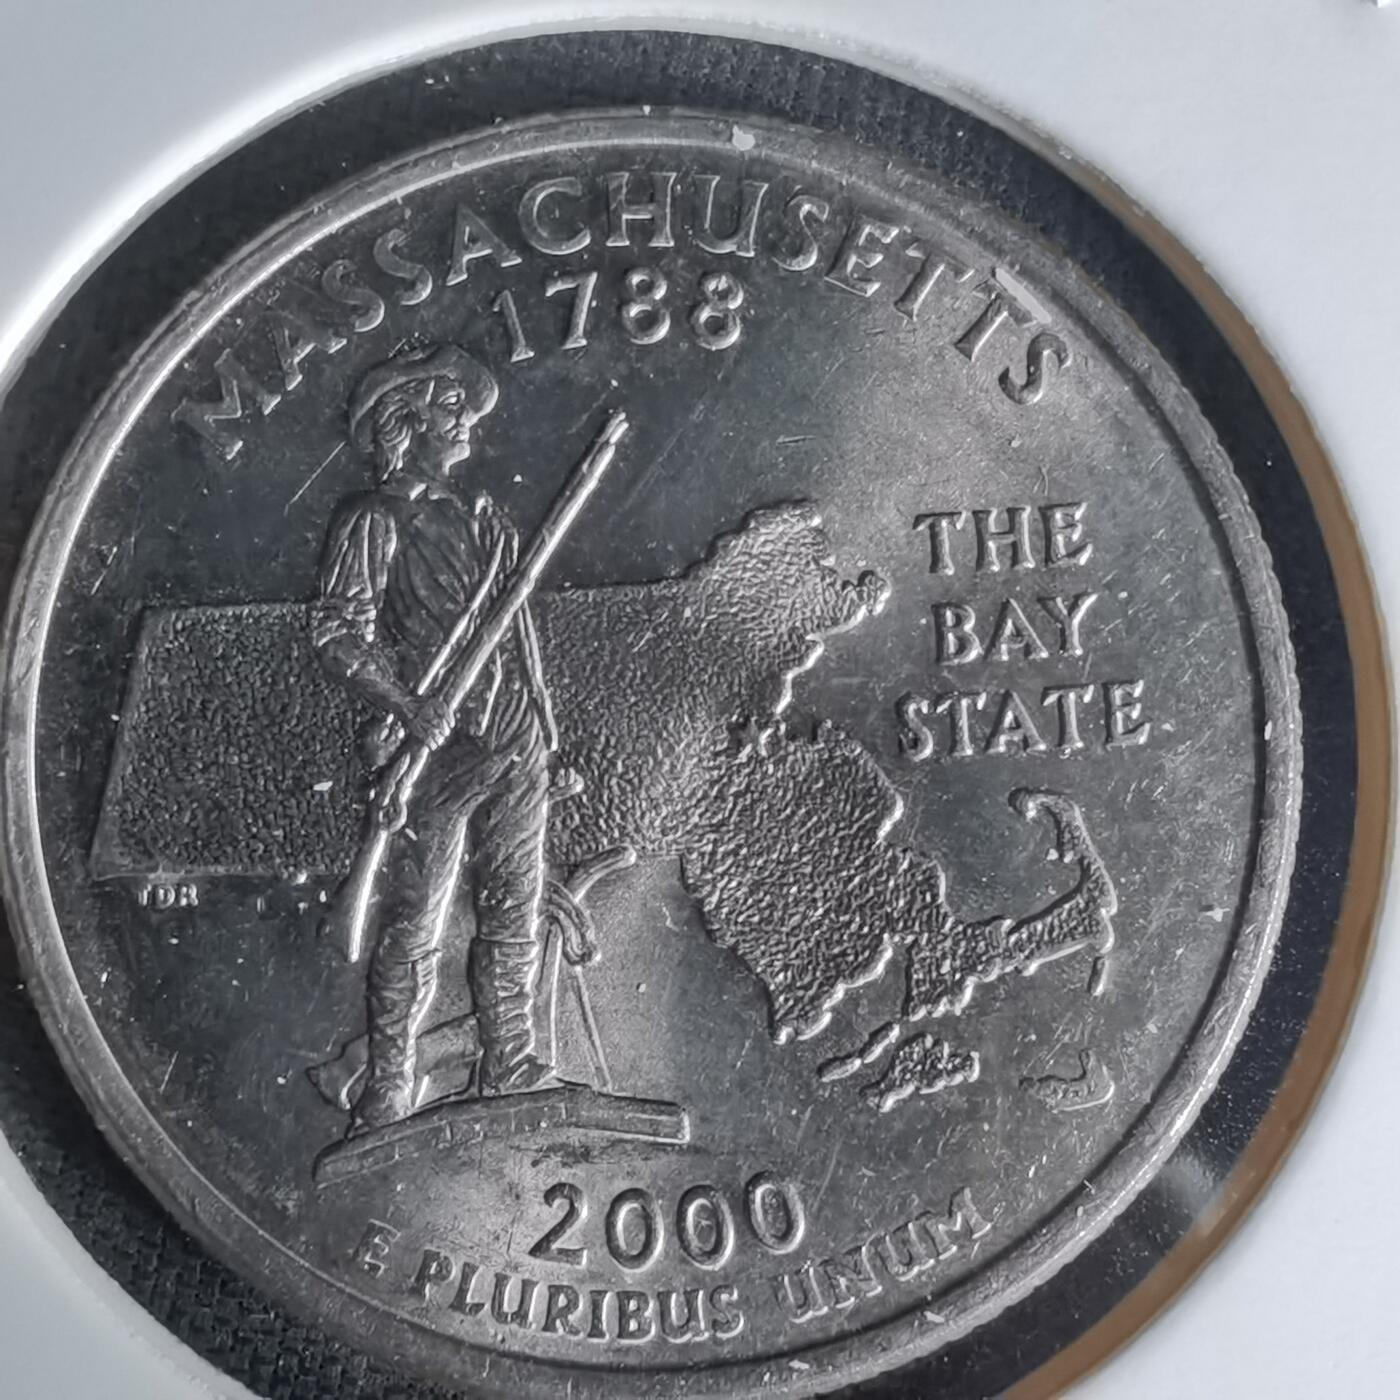 MASSACHUSETTS
1788
THE
BAY
STATE
TDR
2000
E PLURIBUS UNUM